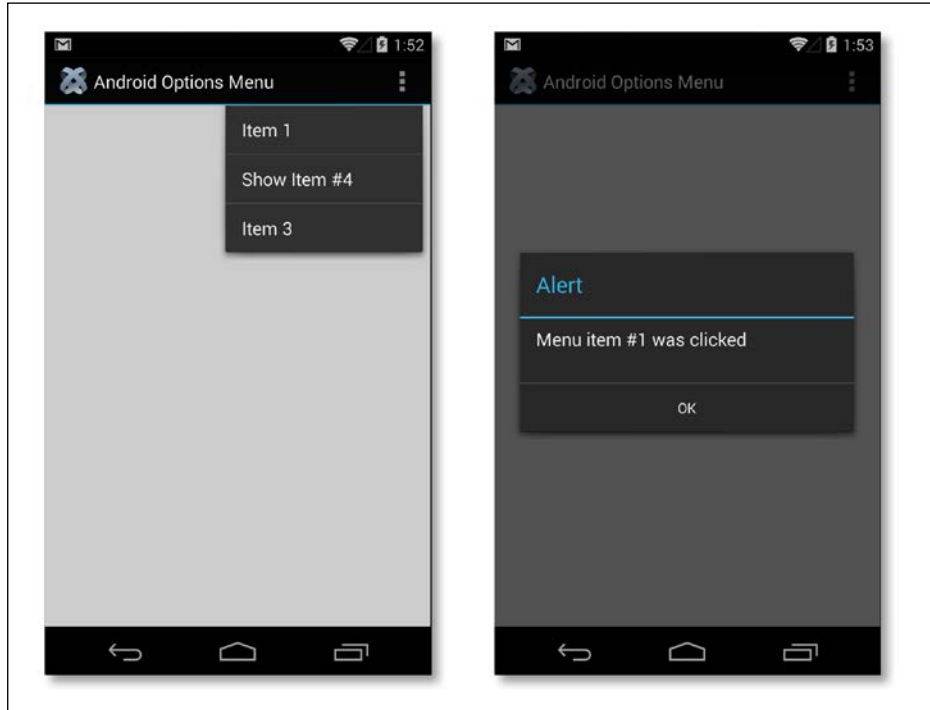 1:52
Android Options Menu
Item 1
Show Item #4
Item 3
1:53
Android Options Menu
Alert
Menu item #1 was clicked
OK